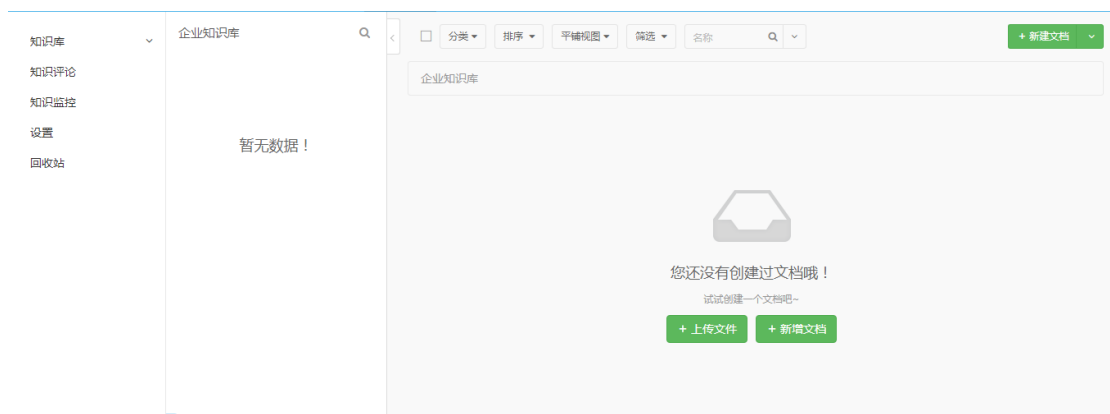 知识库
知识评论
知识监控
设置
回收站
企业知识库
暂无数据！
分类 排序 平铺视图 筛选 名称 + 新建文档
企业知识库
您还没有创建过文档哦！
试试创建一个文档吧~
+ 上传文件 + 新增文档